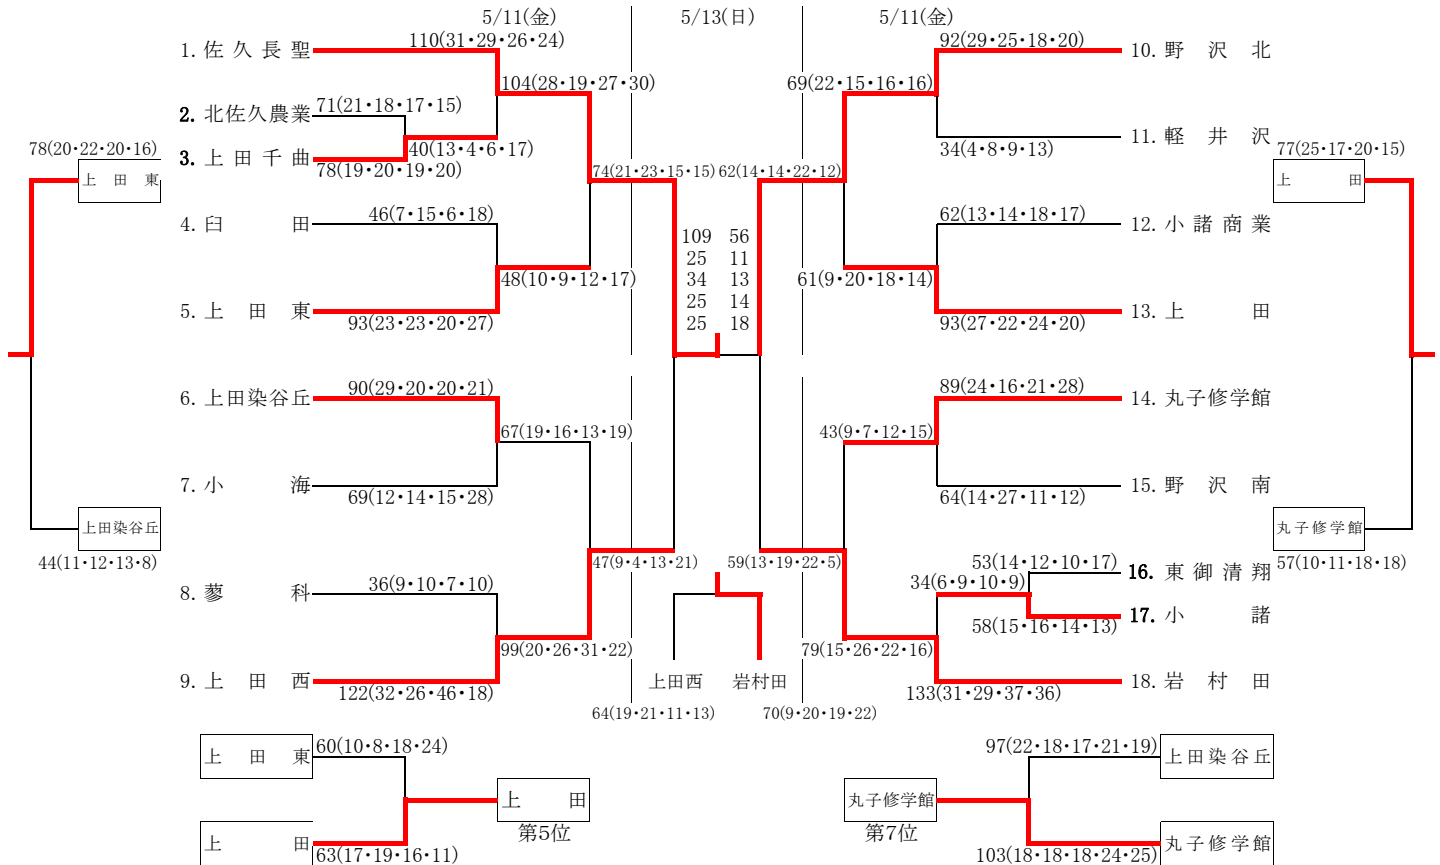 5/11(金)
5/13(日)
5/11(金)
1. 佐久長聖
110(31・29・26・24)
104(28・19・27・30)
2. 北佐久農業
71(21・18・17・15)
40(13・4・6・17)
3. 上田千曲
78(19・20・19・20)
74(21・23・15・15)
4. 臼田
46(7・15・6・18)
48(10・9・12・17)
5. 上田東
93(23・23・20・27)
6. 上田染谷丘
90(29・20・20・21)
67(19・16・13・19)
7. 小海
69(12・14・15・28)
47(9・4・13・21)
8. 蓼科
36(9・10・7・10)
99(20・26・31・22)
9. 上田西
122(32・26・46・18)
78(20・22・20・16)
上田東
上田染谷丘
44(11・12・13・8)
109 56
25 11
34 13
25 14
25 18
92(29・25・18・20)
10. 野沢北
69(22・15・16・16)
11. 軽井沢
34(4・8・9・13)
62(14・14・22・12)
62(13・14・18・17)
12. 小諸商業
61(9・20・18・14)
13. 上田
93(27・22・24・20)
89(24・16・21・28)
14. 丸子修学館
43(9・7・12・15)
15. 野沢南
64(14・27・11・12)
59(13・19・22・5)
53(14・12・10・17)
16. 東御清翔
34(6・9・10・9)
17. 小諸
58(15・16・14・13)
79(15・26・22・16)
18. 岩村田
133(31・29・37・36)
77(25・17・20・15)
上田
丸子修学館
57(10・11・18・18)
上田西 岩村田
64(19・21・11・13)
70(9・20・19・22)
上田東
60(10・8・18・24)
上田
第5位
上田
63(17・19・16・11)
97(22・18・17・21・19)
上田染谷丘
丸子修学館
第7位
103(18・18・18・24・25)
丸子修学館